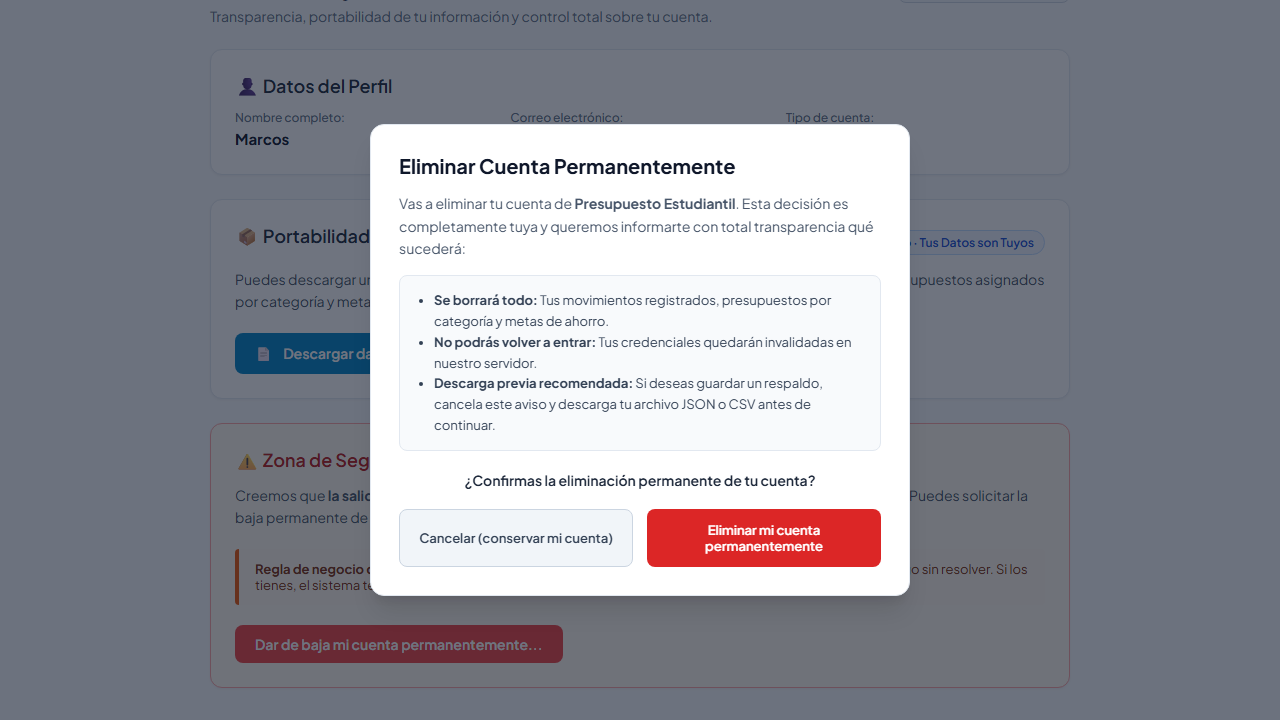 Transparencia, portabilidad de tu información y control total sobre tu cuenta.
Datos del Perfil
Nombre completo:
Correo electrónico:
Tipo de cuenta:
Marcos
Eliminar Cuenta Permanentemente
Vas a eliminar tu cuenta de Presupuesto Estudiantil. Esta decisión es
completamente tuya y queremos informarte con total transparencia qué
sucederá:
Portabilidad
· Tus Datos son Tuyos
Puedes descargar
por categoría y
asignados
Descargar
• Se borrará todo: Tus movimientos registrados, presupuestos por
categoría y metas de ahorro.
• No podrás volver a entrar: Tus credenciales quedarán invalidadas en
nuestro servidor.
• Descarga previa recomendada: Si deseas guardar un respaldo,
cancela este aviso y descarga tu archivo JSON o CSV antes de
continuar.
¿Confirmas la eliminación permanente de tu cuenta?
Cancelar (conservar mi cuenta)
Eliminar mi cuenta
permanentemente
Zona de
Creemos que la
Puedes solicitar la
baja permanente de
Regla de negocio
sin resolver. Si los
tienes, el sistema
Dar de baja mi cuenta permanentemente...